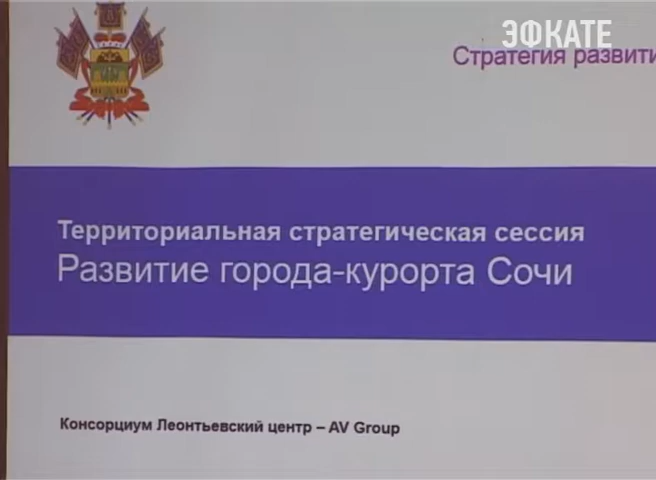 ЭФКАТЕ
Стратегия развити
Территориальная стратегическая сессия
Развитие города-курорта Сочи
Консорциум Леонтьевский центр – AV Group